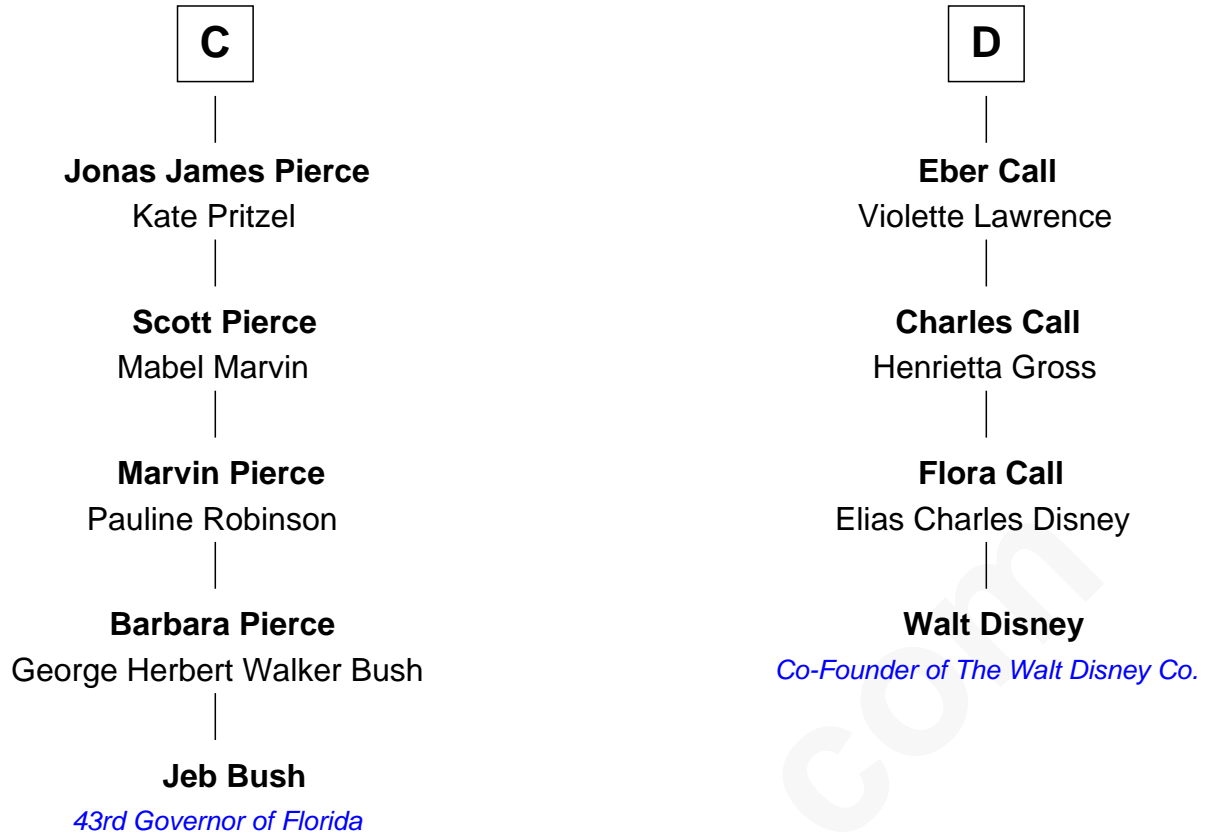 C
Jonas James Pierce
Kate Pritzel
Scott Pierce
Mabel Marvin
Marvin Pierce
Pauline Robinson
Barbara Pierce
George Herbert Walker Bush
Jeb Bush
43rd Governor of Florida
D
Eber Call
Violette Lawrence
Charles Call
Henrietta Gross
Flora Call
Elias Charles Disney
Walt Disney
Co-Founder of The Walt Disney Co.
com